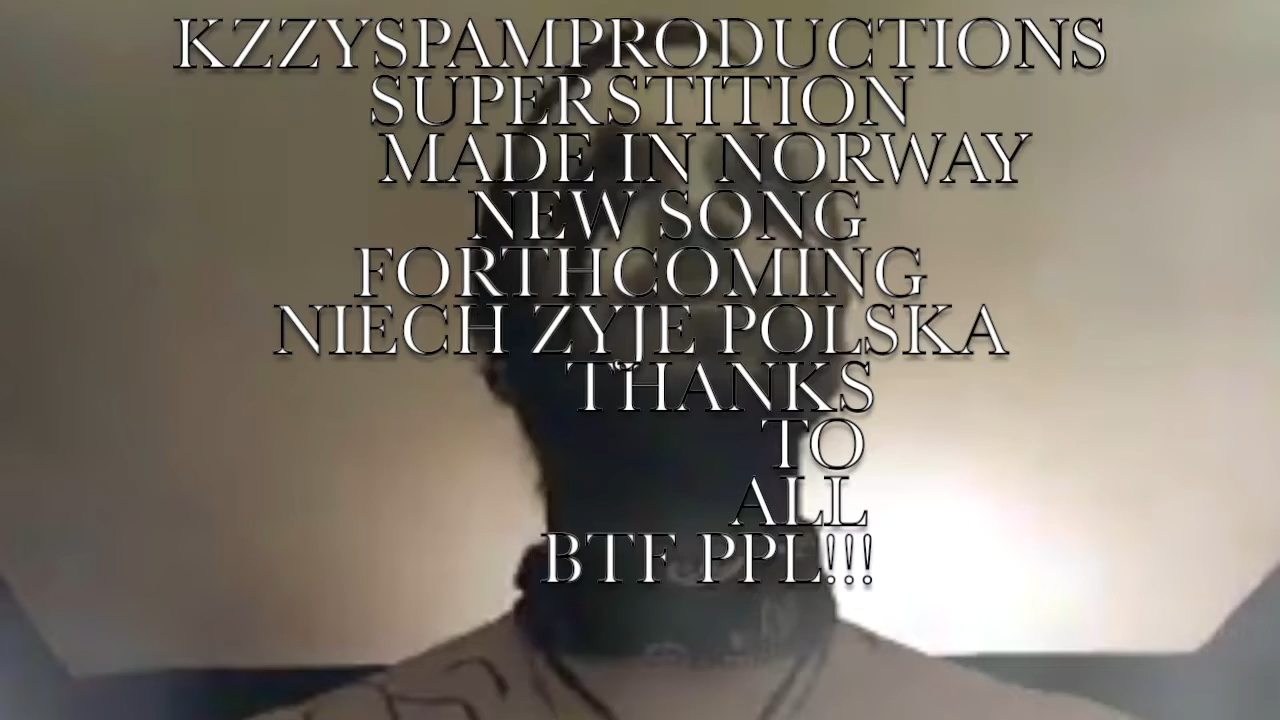 KZZYSPAMPRODUCTIONS
SUPERSTITION
MADE IN NORWAY
NEW SONG
FORTHCOMING
NIECH ZYJE POLSKA
THANKS
TO
ALL
BTF PPL!!!